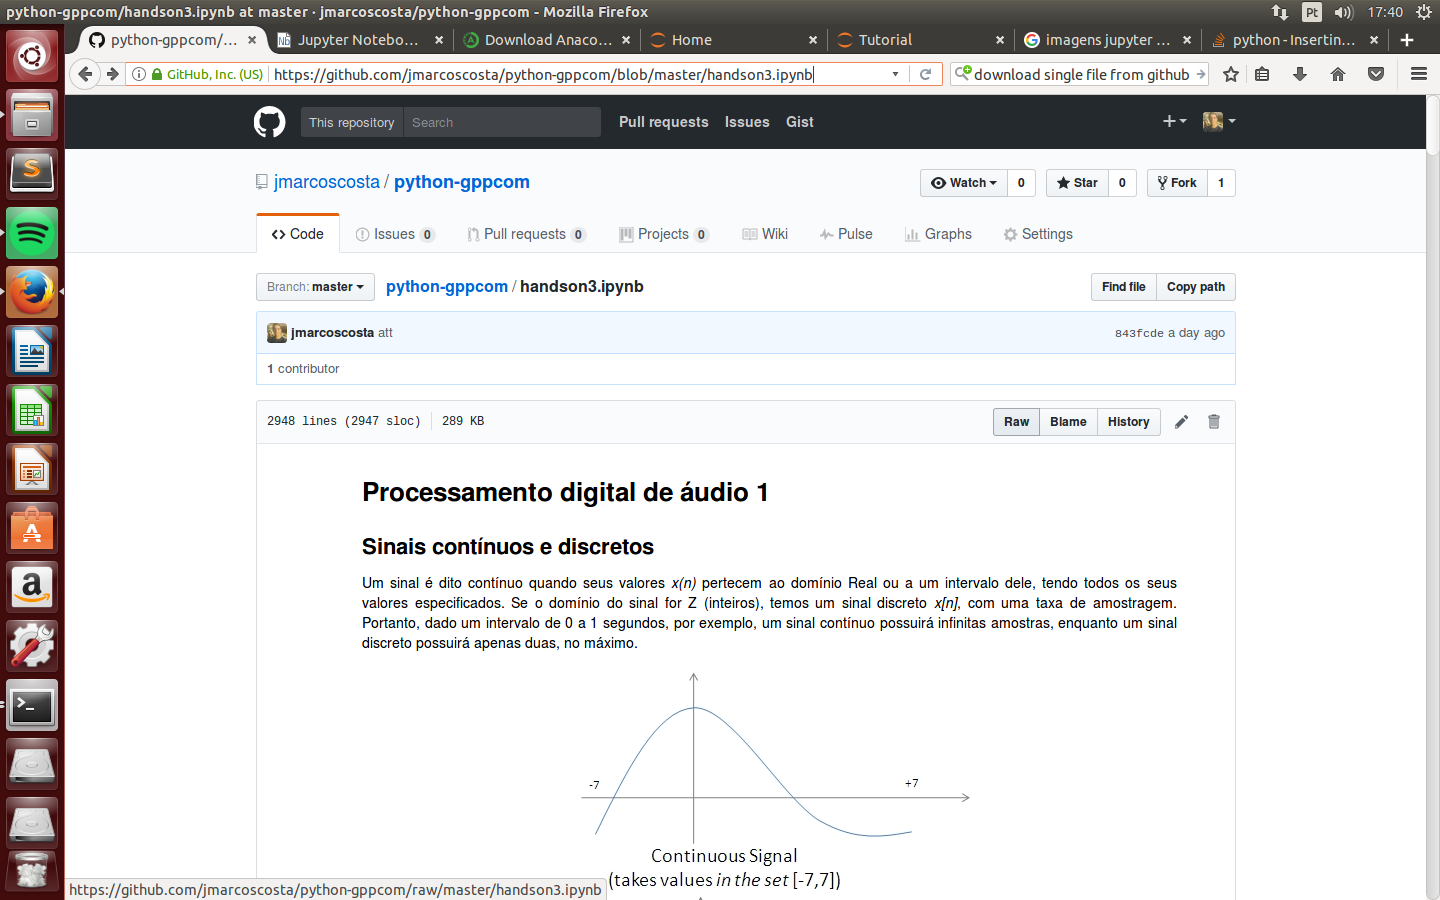 python-gppcom/handson3.ipynb at master · jmarcoscosta/python-gppcom - Mozilla Firefox
Pt
17:40
python-gppcom/...
Jupyter Notebo...
Download Anaco...
Home
Tutorial
imagens jupyter ...
python - Insertin...
GitHub, Inc. (US)
https://github.com/jmarcoscosta/python-gppcom/blob/master/handson3.ipynb
download single file from github
This repository
Search
Pull requests
Issues
Gist
jmarcoscosta / python-gppcom
Watch 0
Star 0
Fork 1
Code
Issues 0
Pull requests 0
Projects 0
Wiki
Pulse
Graphs
Settings
Branch: master
python-gppcom / handson3.ipynb
Find file
Copy path
jmarcoscosta att
843fcde a day ago
1 contributor
2948 lines (2947 sloc)
289 KB
Raw
Blame
History
Processamento digital de áudio 1
Sinais contínuos e discretos
Um sinal é dito contínuo quando seus valores x(n) pertecem ao domínio Real ou a um intervalo dele, tendo todos os seus
valores especificados. Se o domínio do sinal for Z (inteiros), temos um sinal discreto x[n], com uma taxa de amostragem.
Portanto, dado um intervalo de 0 a 1 segundos, por exemplo, um sinal contínuo possuirá infinitas amostras, enquanto um sinal
discreto possuirá apenas duas, no máximo.
-7
+7
Continuous Signal
(takes values in the set [-7,7])
https://github.com/jmarcoscosta/python-gppcom/raw/master/handson3.ipynb